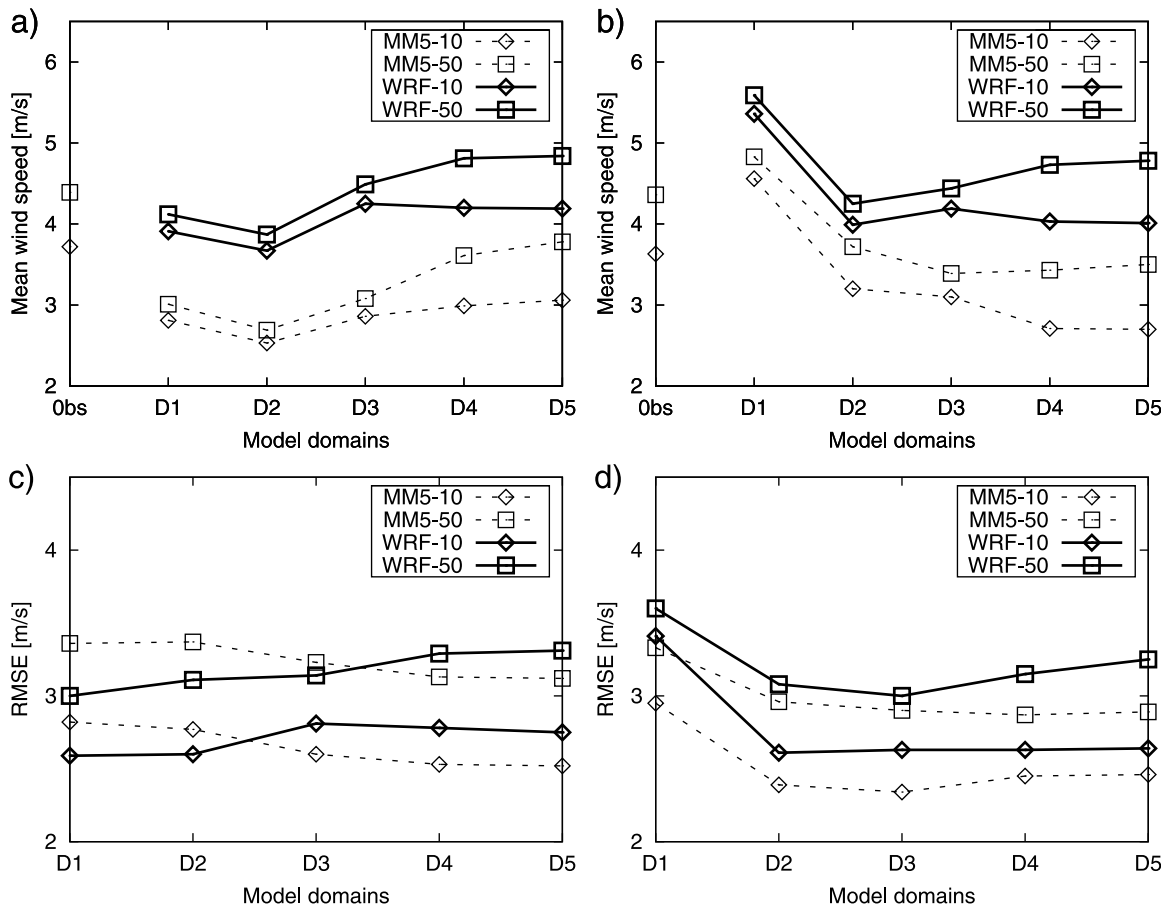 a)
Mean wind speed [m/s]
6
5
4
3
2
MM5-10
MM5-50
WRF-10
WRF-50
0bs D1 D2 D3 D4 D5
Model domains
b)
Mean wind speed [m/s]
6
5
4
3
2
MM5-10
MM5-50
WRF-10
WRF-50
0bs D1 D2 D3 D4 D5
Model domains
c)
RMSE [m/s]
4
3
2
MM5-10
MM5-50
WRF-10
WRF-50
D1 D2 D3 D4 D5
Model domains
d)
RMSE [m/s]
4
3
2
MM5-10
MM5-50
WRF-10
WRF-50
D1 D2 D3 D4 D5
Model domains